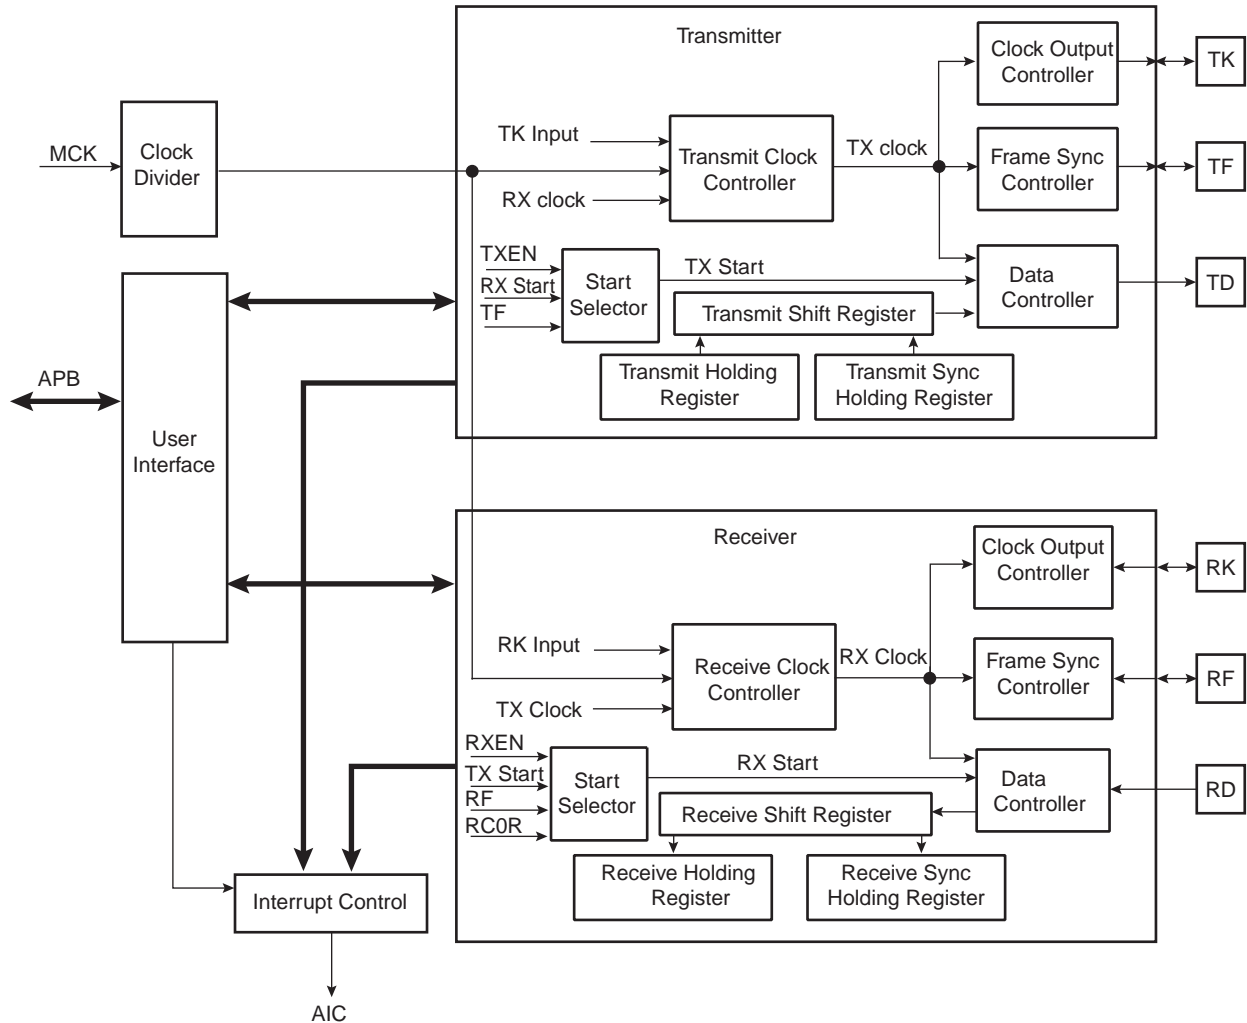 Transmitter
Clock Output
Controller
TK
MCK
Clock
Divider
TK Input
RX clock
Transmit Clock
Controller
TX clock
Frame Sync
Controller
TF
TXEN
RX Start
TF
Start
Selector
TX Start
Data
Controller
TD
Transmit Shift Register
Transmit Holding
Register
Transmit Sync
Holding Register
APB
User
Interface
Receiver
Clock Output
Controller
RK
RK Input
TX Clock
Receive Clock
Controller
RX Clock
Frame Sync
Controller
RF
RXEN
TX Start
RF
RC0R
Start
Selector
RX Start
Data
Controller
RD
Receive Shift Register
Receive Holding
Register
Receive Sync
Holding Register
Interrupt Control
AIC